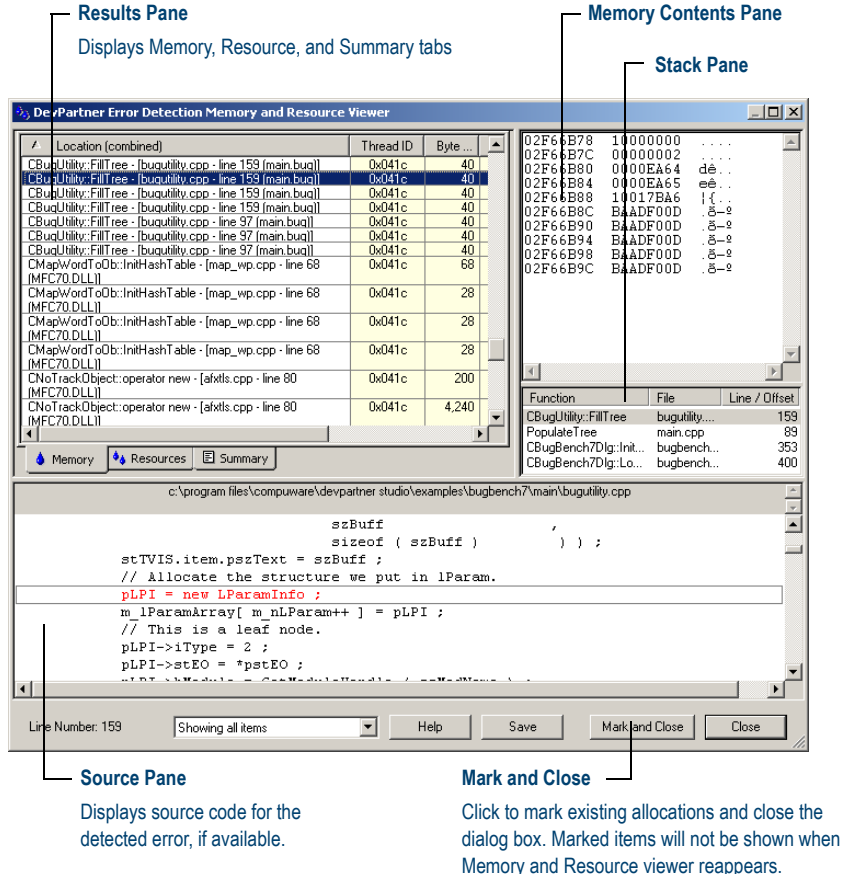 Results Pane
Displays Memory, Resource, and Summary tabs
Memory Contents Pane
Stack Pane
DevPartner Error Detection Memory and Resource Viewer
Location (combined) Thread ID Byte ...
CBugUtility::FillTree - [bugutility.cpp - line 159 (main.bug)] 0x041c 40
CBugUtility::FillTree - [bugutility.cpp - line 159 (main.bug)] 0x041c 40
CBugUtility::FillTree - [bugutility.cpp - line 159 (main.bug)] 0x041c 40
CBugUtility::FillTree - [bugutility.cpp - line 159 (main.bug)] 0x041c 40
CBugUtility::FillTree - [bugutility.cpp - line 97 (main.bug)] 0x041c 40
CBugUtility::FillTree - [bugutility.cpp - line 97 (main.bug)] 0x041c 40
CBugUtility::FillTree - [bugutility.cpp - line 97 (main.bug)] 0x041c 40
CMapWordToOb::InitHashTable - [map_wp.cpp - line 68 0x041c 68
(MFC70.DLL)]
CMapWordToOb::InitHashTable - [map_wp.cpp - line 68 0x041c 28
(MFC70.DLL)]
CMapWordToOb::InitHashTable - [map_wp.cpp - line 68 0x041c 28
(MFC70.DLL)]
CMapWordToOb::InitHashTable - [map_wp.cpp - line 68 0x041c 28
(MFC70.DLL)]
CNoTrackObject::operator new - [afxtls.cpp - line 80 0x041c 200
(MFC70.DLL)]
CNoTrackObject::operator new - [afxtls.cpp - line 80 0x041c 4,240
(MFC70.DLL)]
Memory Resources Summary
02F66B78 10000000 ....
02F66B7C 00000002 ....
02F66B80 0000EA64 dê..
02F66B84 0000EA65 eê..
02F66B88 10017BA6 ¦{..
02F66B8C BAADF00D .ð­º
02F66B90 BAADF00D .ð­º
02F66B94 BAADF00D .ð­º
02F66B98 BAADF00D .ð­º
02F66B9C BAADF00D .ð­º
Function File Line / Offset
CBugUtility::FillTree bugutility.... 159
PopulateTree main.cpp 89
CBugBench7Dlg::Init... bugbench... 353
CBugBench7Dlg::Lo... bugbench... 400
c:\program files\compuware\devpartner studio\examples\bugbench7\main\bugutility.cpp
szBuff ,
sizeof ( szBuff ) ) ) ;
stTVIS.item.pszText = szBuff ;
// Allocate the structure we put in lParam.
pLPI = new LParamInfo ;
m_lParamArray[ m_nLParam++ ] = pLPI ;
// This is a leaf node.
pLPI->iType = 2 ;
pLPI->stEO = *pstEO ;
pLPI->hModule = GetModuleHandle ( szModName ) ;
Line Number: 159 Showing all items Help Save Mark and Close Close
Source Pane
Displays source code for the
detected error, if available.
Mark and Close
Click to mark existing allocations and close the
dialog box. Marked items will not be shown when
Memory and Resource viewer reappears.